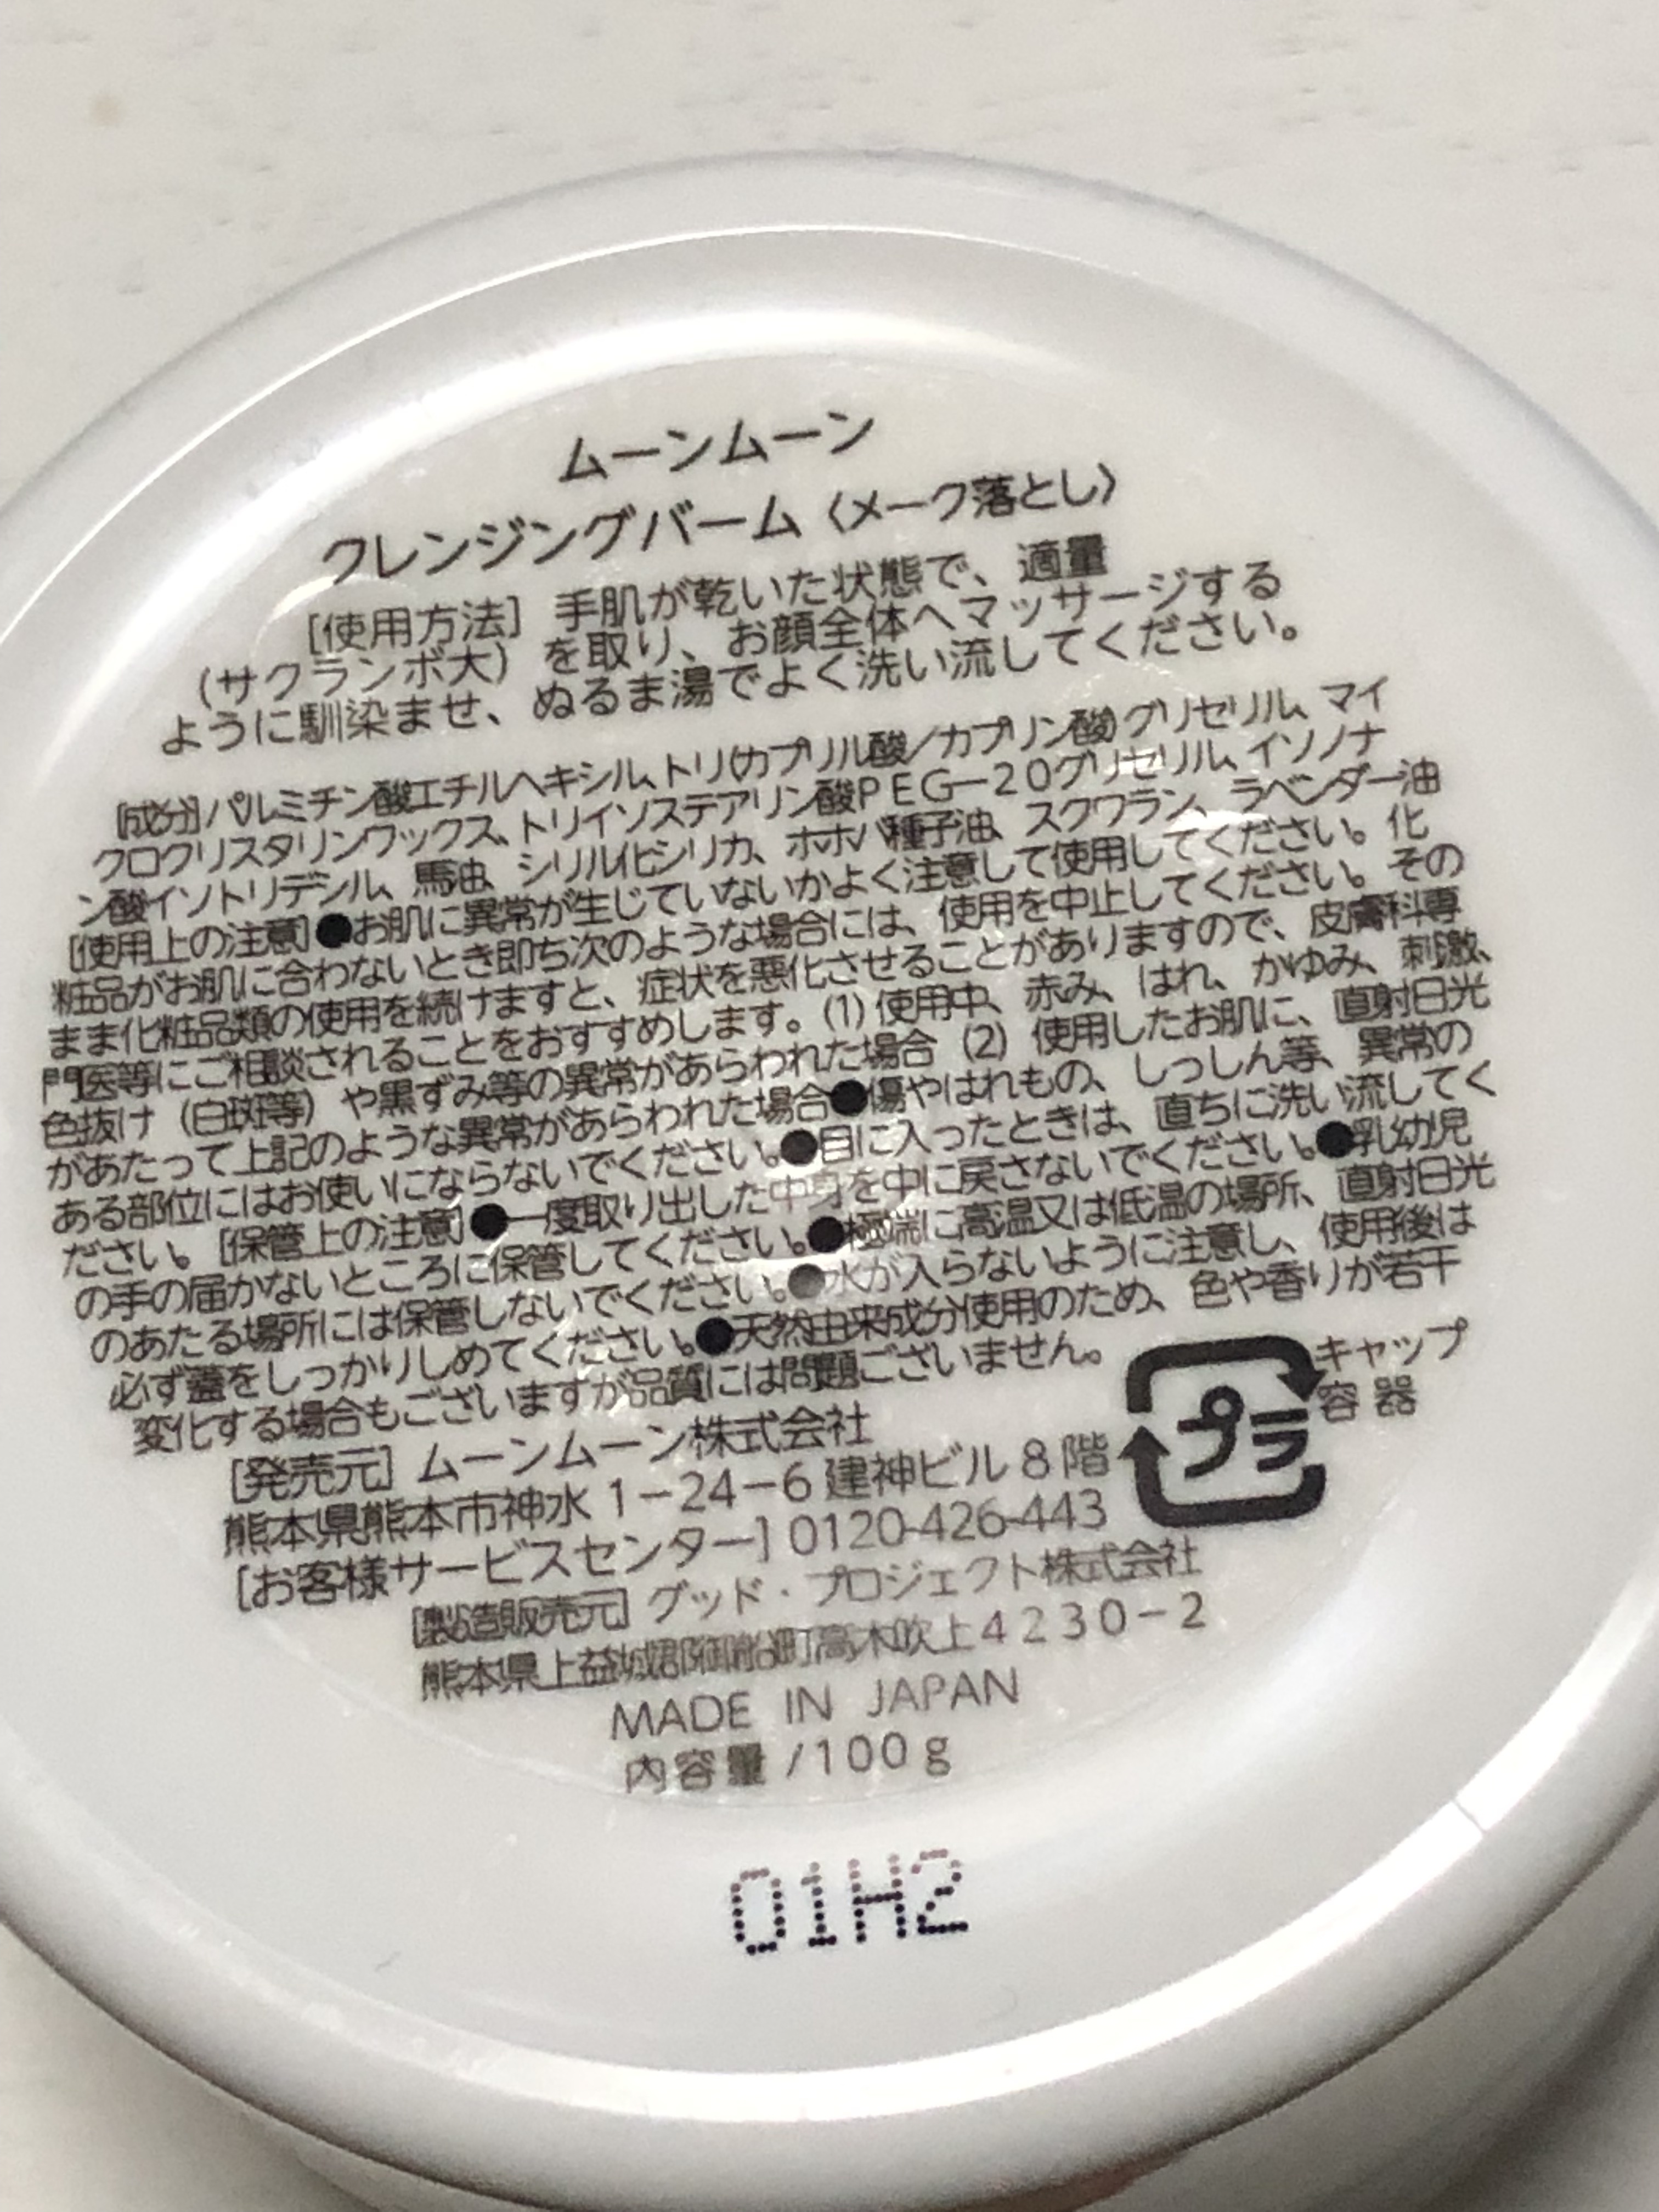 ムーンムーン
クレンジングバーム〈メーク落とし〉
[使用方法] 手肌が乾いた状態で、適量
(サクランボ大) を取り、お顔全体へマッサージする
ように馴染ませ、ぬるま湯でよく洗い流してください。
[成分]パルミチン酸エチルヘキシル、トリ(カプリル酸/カプリン酸)グリセリル、マイ
クロクリスタリンワックス、トリイソステアリン酸PEG-20グリセリル、イソノナ
ン酸イソトリデシル、馬油、シリル化シリカ、ホホバ種子油、スクワラン、ラベンダー油
[使用上の注意]●お肌に異常が生じていないかよく注意して使用してください。化
粧品がお肌に合わないとき即ち次のような場合には、使用を中止してください。その
まま化粧品類の使用を続けますと、症状を悪化させることがありますので、皮膚科専
門医等にご相談されることをおすすめします。(1) 使用中、赤み、はれ、かゆみ、刺激、
色抜け (白斑等) や黒ずみ等の異常があらわれた場合 (2) 使用したお肌に、直射日光
があたって上記のような異常があらわれた場合●傷やはれもの、しっしん等、異常の
ある部位にはお使いにならないでください。●目に入ったときは、直ちに洗い流してく
ださい。[保管上の注意]●一度取り出した中身を中に戻さないでください。●乳幼児
の手の届かないところに保管してください。●極端に高温又は低温の場所、直射日光
のあたる場所には保管しないでください。●水が入らないように注意し、使用後は
必ず蓋をしっかりしめてください。●天然由来成分使用のため、色や香りが若干
変化する場合もございますが品質には問題ございません。
キャップ
容器
プラ
[発売元] ムーンムーン株式会社
熊本県熊本市神水1-24-6 建神ビル8階
[お客様サービスセンター] 0120-426-443
[製造販売元] グッド・プロジェクト株式会社
熊本県上益城郡御船町高木吹上4230-2
MADE IN JAPAN
内容量/100g
01H2